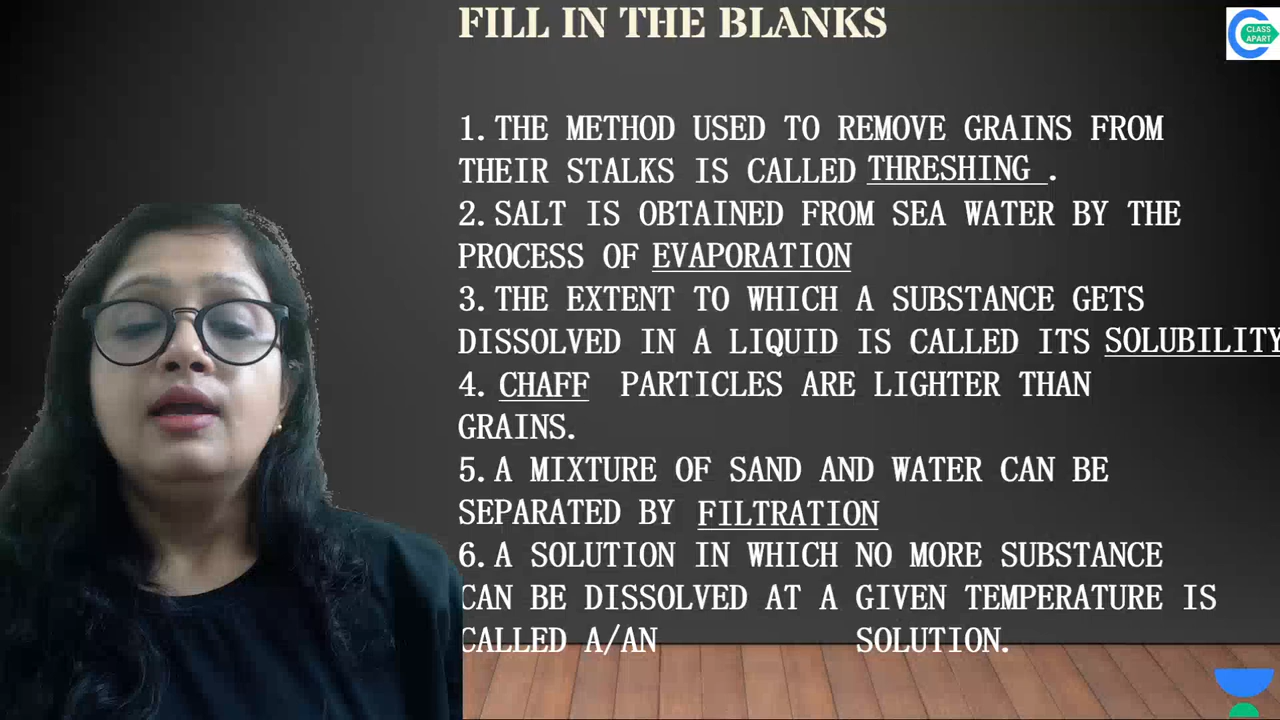 FILL IN THE BLANKS
CLASS
APART
1. THE METHOD USED TO REMOVE GRAINS FROM
THEIR STALKS IS CALLED THRESHING .
2. SALT IS OBTAINED FROM SEA WATER BY THE
PROCESS OF EVAPORATION
3. THE EXTENT TO WHICH A SUBSTANCE GETS
DISSOLVED IN A LIQUID IS CALLED ITS SOLUBILITY
4. CHAFF PARTICLES ARE LIGHTER THAN
GRAINS.
5. A MIXTURE OF SAND AND WATER CAN BE
SEPARATED BY FILTRATION
6. A SOLUTION IN WHICH NO MORE SUBSTANCE
CAN BE DISSOLVED AT A GIVEN TEMPERATURE IS
CALLED A/AN SOLUTION.